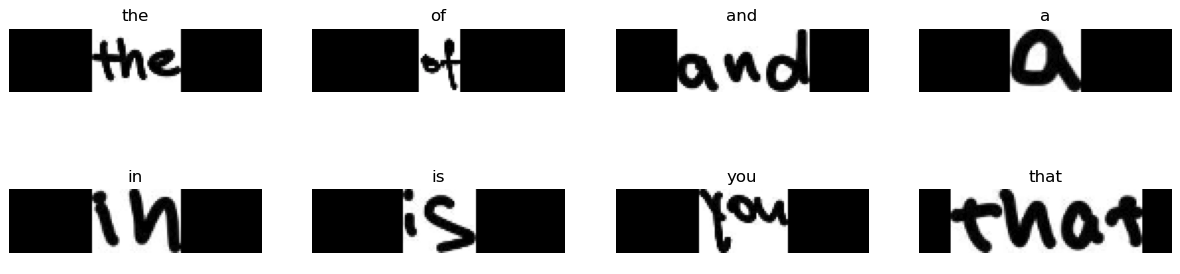 the of and a
the of and a
in is you that
in is you that